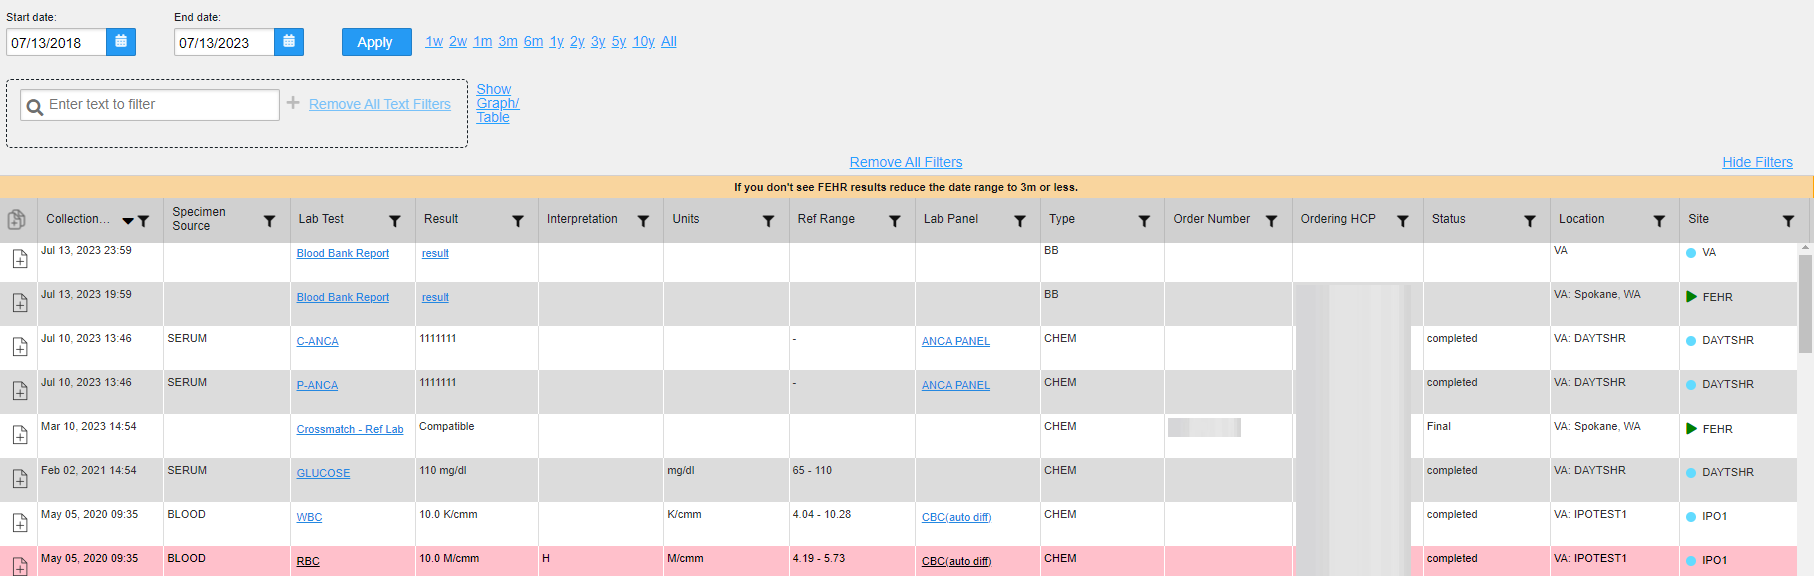 Start date: End date:
07/13/2018 07/13/2023 Apply 1w 2w 1m 3m 6m 1y 2y 3y 5y 10y All
Enter text to filter + Remove All Text Filters
Show
Graph/
Table
Remove All Filters Hide Filters
If you don't see FEHR results reduce the date range to 3m or less.
Collection... Specimen Source Lab Test Result Interpretation Units Ref Range Lab Panel Type Order Number Ordering HCP Status Location Site
Jul 13, 2023 23:59 Blood Bank Report result BB VA VA
Jul 13, 2023 19:59 Blood Bank Report result BB VA: Spokane, WA FEHR
Jul 10, 2023 13:46 SERUM C-ANCA 1111111 - ANCA PANEL CHEM completed VA: DAYTSHR DAYTSHR
Jul 10, 2023 13:46 SERUM P-ANCA 1111111 - ANCA PANEL CHEM completed VA: DAYTSHR DAYTSHR
Mar 10, 2023 14:54 Crossmatch - Ref Lab Compatible CHEM Final VA: Spokane, WA FEHR
Feb 02, 2021 14:54 SERUM GLUCOSE 110 mg/dl mg/dl 65 - 110 CHEM completed VA: DAYTSHR DAYTSHR
May 05, 2020 09:35 BLOOD WBC 10.0 K/cmm K/cmm 4.04 - 10.28 CBC(auto diff) CHEM completed VA: IPOTEST1 IPO1
May 05, 2020 09:35 BLOOD RBC 10.0 M/cmm H M/cmm 4.19 - 5.73 CBC(auto diff) CHEM completed VA: IPOTEST1 IPO1